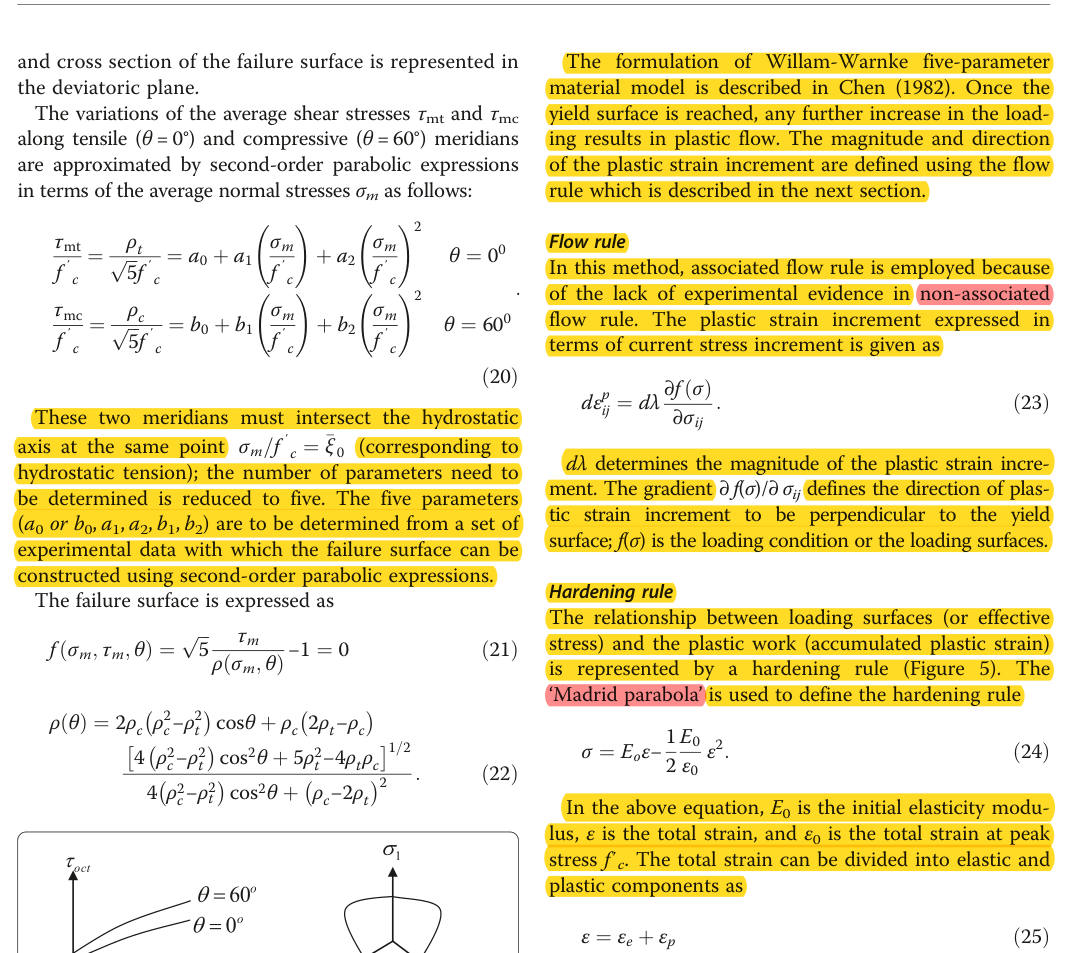 and cross section of the failure surface is represented in
the deviatoric plane.
The variations of the average shear stresses τmt and τmc
along tensile (θ = 0°) and compressive (θ = 60°) meridians
are approximated by second-order parabolic expressions
in terms of the average normal stresses σm as follows:
τmt/f′c = ρt/√5f′c = a0 + a1(σm/f′c) + a2(σm/f′c)² θ = 0⁰
.
τmc/f′c = ρc/√5f′c = b0 + b1(σm/f′c) + b2(σm/f′c)² θ = 60⁰
(20)
These two meridians must intersect the hydrostatic
axis at the same point σm/f′c = ξ̄0 (corresponding to
hydrostatic tension); the number of parameters need to
be determined is reduced to five. The five parameters
(a0 or b0, a1, a2, b1, b2) are to be determined from a set of
experimental data with which the failure surface can be
constructed using second-order parabolic expressions.
The failure surface is expressed as
f(σm, τm, θ) = √5 τm/ρ(σm, θ) –1 = 0 (21)
ρ(θ) = 2ρc(ρc²–ρt²) cosθ + ρc(2ρt–ρc)
[4(ρc²–ρt²) cos²θ + 5ρt²–4ρtρc]^1/2 / 4(ρc²–ρt²) cos²θ + (ρc–2ρt)² . (22)
τoct
θ = 60°
θ = 0°
σ1
The formulation of Willam-Warnke five-parameter
material model is described in Chen (1982). Once the
yield surface is reached, any further increase in the load-
ing results in plastic flow. The magnitude and direction
of the plastic strain increment are defined using the flow
rule which is described in the next section.
Flow rule
In this method, associated flow rule is employed because
of the lack of experimental evidence in non-associated
flow rule. The plastic strain increment expressed in
terms of current stress increment is given as
dε^p_ij = dλ ∂f(σ)/∂σij . (23)
dλ determines the magnitude of the plastic strain incre-
ment. The gradient ∂ f(σ)/∂ σij defines the direction of plas-
tic strain increment to be perpendicular to the yield
surface; f(σ) is the loading condition or the loading surfaces.
Hardening rule
The relationship between loading surfaces (or effective
stress) and the plastic work (accumulated plastic strain)
is represented by a hardening rule (Figure 5). The
‘Madrid parabola’ is used to define the hardening rule
σ = Eoε– 1/2 E0/ε0 ε². (24)
In the above equation, E0 is the initial elasticity modu-
lus, ε is the total strain, and ε0 is the total strain at peak
stress f′c. The total strain can be divided into elastic and
plastic components as
ε = εe + εp (25)